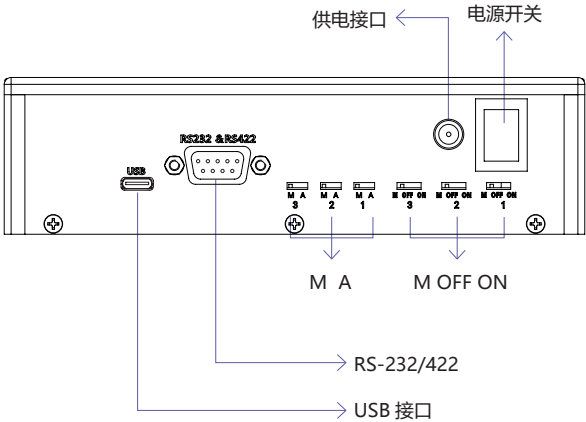 供电接口
电源开关
RS232 &RS422
USB
M A
M A
M A
M OFF ON
M OFF ON
M OFF ON
3
2
1
3
2
1
M A
M OFF ON
RS-232/422
USB 接口